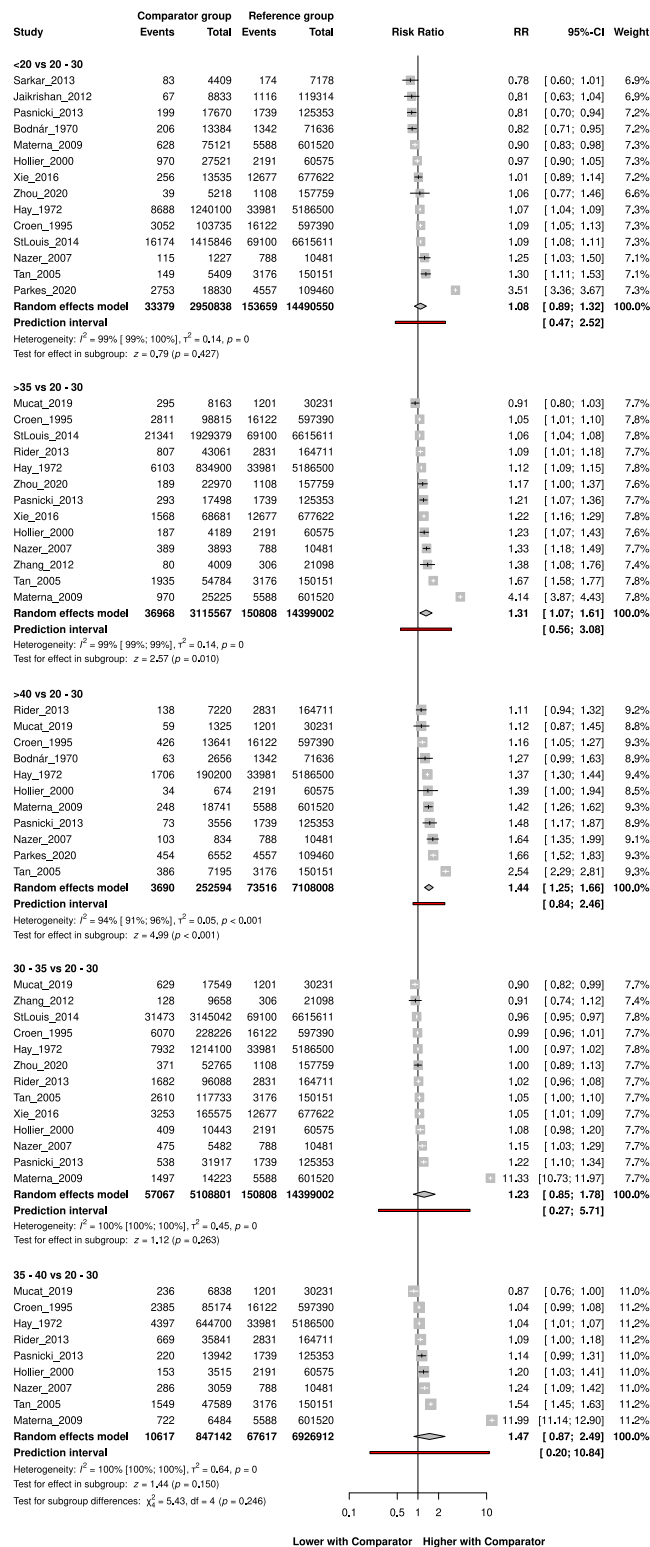 Comparator group Reference group
Study Events Total Events Total Risk Ratio RR 95%-CI Weight
<20 vs 20 - 30
Sarkar_2013 83 4409 174 7178 0.78 [ 0.60; 1.01] 6.9%
Jaikrishan_2012 67 8833 1116 119314 0.81 [ 0.63; 1.04] 6.9%
Pasnicki_2013 199 17670 1739 125353 0.81 [ 0.70; 0.94] 7.2%
Bodnár_1970 206 13384 1342 71636 0.82 [ 0.71; 0.95] 7.2%
Materna_2009 628 75121 5588 601520 0.90 [ 0.83; 0.98] 7.3%
Hollier_2000 970 27521 2191 60575 0.97 [ 0.90; 1.05] 7.3%
Xie_2016 256 13535 12677 677622 1.01 [ 0.89; 1.14] 7.2%
Zhou_2020 39 5218 1108 157759 1.06 [ 0.77; 1.46] 6.6%
Hay_1972 8688 1240100 33981 5186500 1.07 [ 1.04; 1.09] 7.3%
Croen_1995 3052 103735 16122 597390 1.09 [ 1.05; 1.13] 7.3%
StLouis_2014 16174 1415846 69100 6615611 1.09 [ 1.08; 1.11] 7.3%
Nazer_2007 115 1227 788 10481 1.25 [ 1.03; 1.50] 7.1%
Tan_2005 149 5409 3176 150151 1.30 [ 1.11; 1.53] 7.2%
Parkes_2020 2753 18830 4557 109460 3.51 [ 3.36; 3.67] 7.3%
Random effects model 33379 2950838 153659 14490550 1.08 [ 0.89; 1.32] 100.0%
Prediction interval [ 0.47; 2.52]
Heterogeneity: I² = 99% [ 99%; 100%], τ² = 0.14, p = 0
Test for effect in subgroup: z = 0.79 (p = 0.427)
>35 vs 20 - 30
Mucat_2019 295 8163 1201 30231 0.91 [ 0.80; 1.03] 7.7%
Croen_1995 2811 98815 16122 597390 1.05 [ 1.01; 1.10] 7.8%
StLouis_2014 21341 1929379 69100 6615611 1.06 [ 1.04; 1.08] 7.8%
Rider_2013 807 43061 2831 164711 1.09 [ 1.01; 1.18] 7.7%
Hay_1972 6103 834900 33981 5186500 1.12 [ 1.09; 1.15] 7.8%
Zhou_2020 189 22970 1108 157759 1.17 [ 1.00; 1.37] 7.6%
Pasnicki_2013 293 17498 1739 125353 1.21 [ 1.07; 1.36] 7.7%
Xie_2016 1568 68681 12677 677622 1.22 [ 1.16; 1.29] 7.8%
Hollier_2000 187 4189 2191 60575 1.23 [ 1.07; 1.43] 7.6%
Nazer_2007 389 3893 788 10481 1.33 [ 1.18; 1.49] 7.7%
Zhang_2012 80 4009 306 21098 1.38 [ 1.08; 1.76] 7.4%
Tan_2005 1935 54784 3176 150151 1.67 [ 1.58; 1.77] 7.8%
Materna_2009 970 25225 5588 601520 4.14 [ 3.87; 4.43] 7.8%
Random effects model 36968 3115567 150808 14399002 1.31 [ 1.07; 1.61] 100.0%
Prediction interval [ 0.56; 3.08]
Heterogeneity: I² = 99% [ 99%; 99%], τ² = 0.14, p = 0
Test for effect in subgroup: z = 2.57 (p = 0.010)
>40 vs 20 - 30
Rider_2013 138 7220 2831 164711 1.11 [ 0.94; 1.32] 9.2%
Mucat_2019 59 1325 1201 30231 1.12 [ 0.87; 1.45] 8.8%
Croen_1995 426 13641 16122 597390 1.16 [ 1.05; 1.27] 9.3%
Bodnár_1970 63 2656 1342 71636 1.27 [ 0.99; 1.63] 8.9%
Hay_1972 1706 190200 33981 5186500 1.37 [ 1.30; 1.44] 9.4%
Hollier_2000 34 674 2191 60575 1.39 [ 1.00; 1.94] 8.5%
Materna_2009 248 18741 5588 601520 1.42 [ 1.26; 1.62] 9.3%
Pasnicki_2013 73 3556 1739 125353 1.48 [ 1.17; 1.87] 8.9%
Nazer_2007 103 834 788 10481 1.64 [ 1.35; 1.99] 9.1%
Parkes_2020 454 6552 4557 109460 1.66 [ 1.52; 1.83] 9.3%
Tan_2005 386 7195 3176 150151 2.54 [ 2.29; 2.81] 9.3%
Random effects model 3690 252594 73516 7108008 1.44 [ 1.25; 1.66] 100.0%
Prediction interval [ 0.84; 2.46]
Heterogeneity: I² = 94% [ 91%; 96%], τ² = 0.05, p < 0.001
Test for effect in subgroup: z = 4.99 (p < 0.001)
30 - 35 vs 20 - 30
Mucat_2019 629 17549 1201 30231 0.90 [ 0.82; 0.99] 7.7%
Zhang_2012 128 9658 306 21098 0.91 [ 0.74; 1.12] 7.4%
StLouis_2014 31473 3145042 69100 6615611 0.96 [ 0.95; 0.97] 7.8%
Croen_1995 6070 228226 16122 597390 0.99 [ 0.96; 1.01] 7.7%
Hay_1972 7932 1214100 33981 5186500 1.00 [ 0.97; 1.02] 7.8%
Zhou_2020 371 52765 1108 157759 1.00 [ 0.89; 1.13] 7.6%
Rider_2013 1682 96088 2831 164711 1.02 [ 0.96; 1.08] 7.7%
Tan_2005 2610 117733 3176 150151 1.05 [ 1.00; 1.10] 7.7%
Xie_2016 3253 165575 12677 677622 1.05 [ 1.01; 1.09] 7.7%
Hollier_2000 409 10443 2191 60575 1.08 [ 0.98; 1.20] 7.7%
Nazer_2007 475 5482 788 10481 1.15 [ 1.03; 1.29] 7.7%
Pasnicki_2013 538 31917 1739 125353 1.22 [ 1.10; 1.34] 7.7%
Materna_2009 1497 14223 5588 601520 11.33 [10.73; 11.97] 7.7%
Random effects model 57067 5108801 150808 14399002 1.23 [ 0.85; 1.78] 100.0%
Prediction interval [ 0.27; 5.71]
Heterogeneity: I² = 100% [100%; 100%], τ² = 0.45, p = 0
Test for effect in subgroup: z = 1.12 (p = 0.263)
35 - 40 vs 20 - 30
Mucat_2019 236 6838 1201 30231 0.87 [ 0.76; 1.00] 11.0%
Croen_1995 2385 85174 16122 597390 1.04 [ 0.99; 1.08] 11.2%
Hay_1972 4397 644700 33981 5186500 1.04 [ 1.01; 1.07] 11.2%
Rider_2013 669 35841 2831 164711 1.09 [ 1.00; 1.18] 11.2%
Pasnicki_2013 220 13942 1739 125353 1.14 [ 0.99; 1.31] 11.0%
Hollier_2000 153 3515 2191 60575 1.20 [ 1.03; 1.41] 11.0%
Nazer_2007 286 3059 788 10481 1.24 [ 1.09; 1.42] 11.0%
Tan_2005 1549 47589 3176 150151 1.54 [ 1.45; 1.63] 11.2%
Materna_2009 722 6484 5588 601520 11.99 [11.14; 12.90] 11.2%
Random effects model 10617 847142 67617 6926912 1.47 [ 0.87; 2.49] 100.0%
Prediction interval [ 0.20; 10.84]
Heterogeneity: I² = 100% [100%; 100%], τ² = 0.64, p = 0
Test for effect in subgroup: z = 1.44 (p = 0.150)
Test for subgroup differences: χ²₄ = 5.43, df = 4 (p = 0.246)
0.1 0.5 1 2 10
Lower with Comparator Higher with Comparator